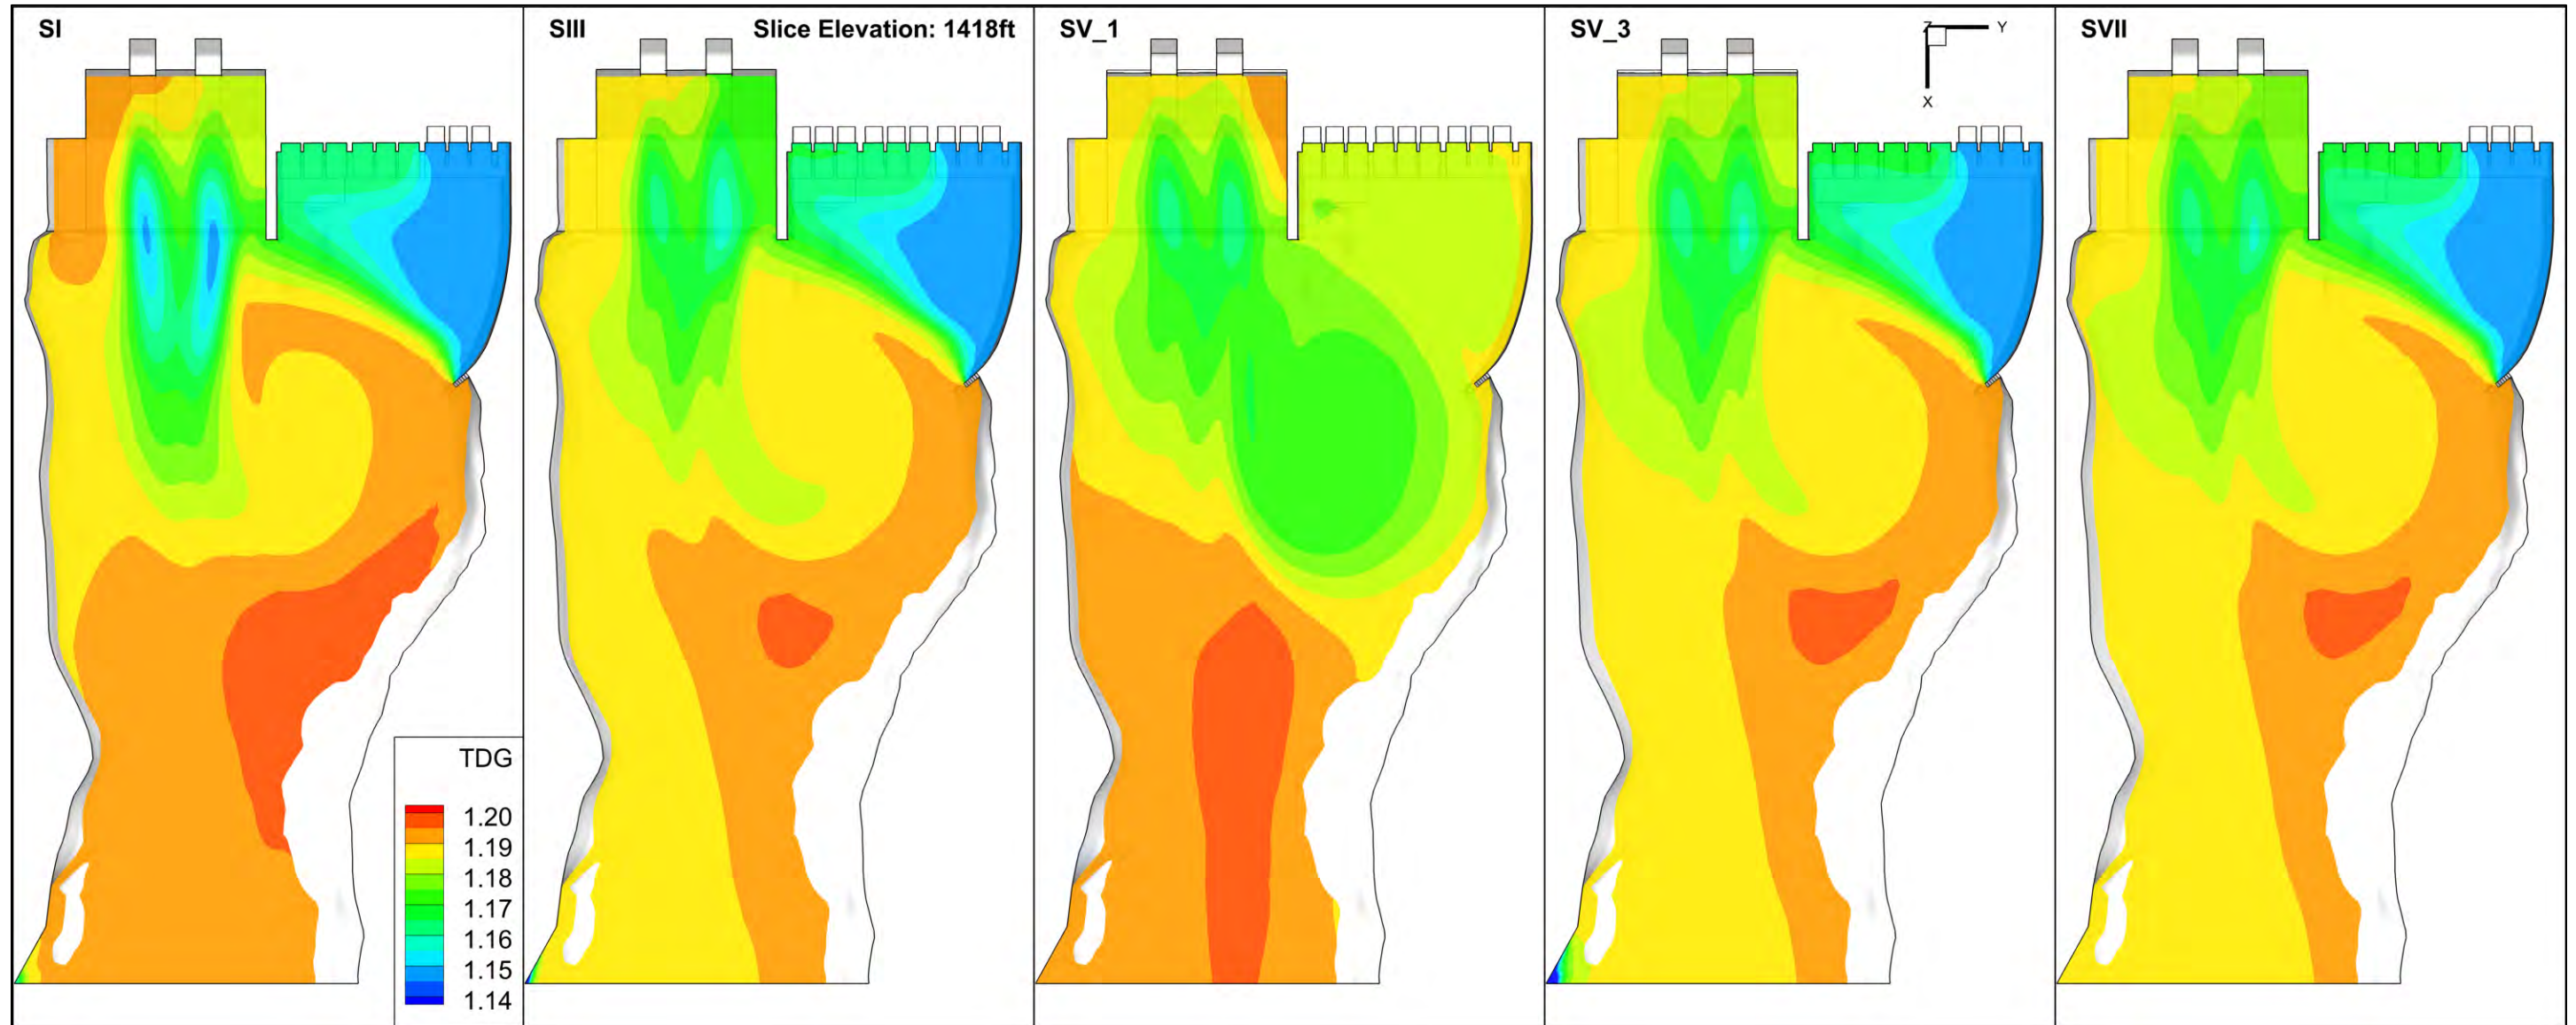 SI
SIII
Slice Elevation: 1418ft
SV_1
SV_3
Z
Y
X
SVII
TDG
1.20
1.19
1.18
1.17
1.16
1.15
1.14